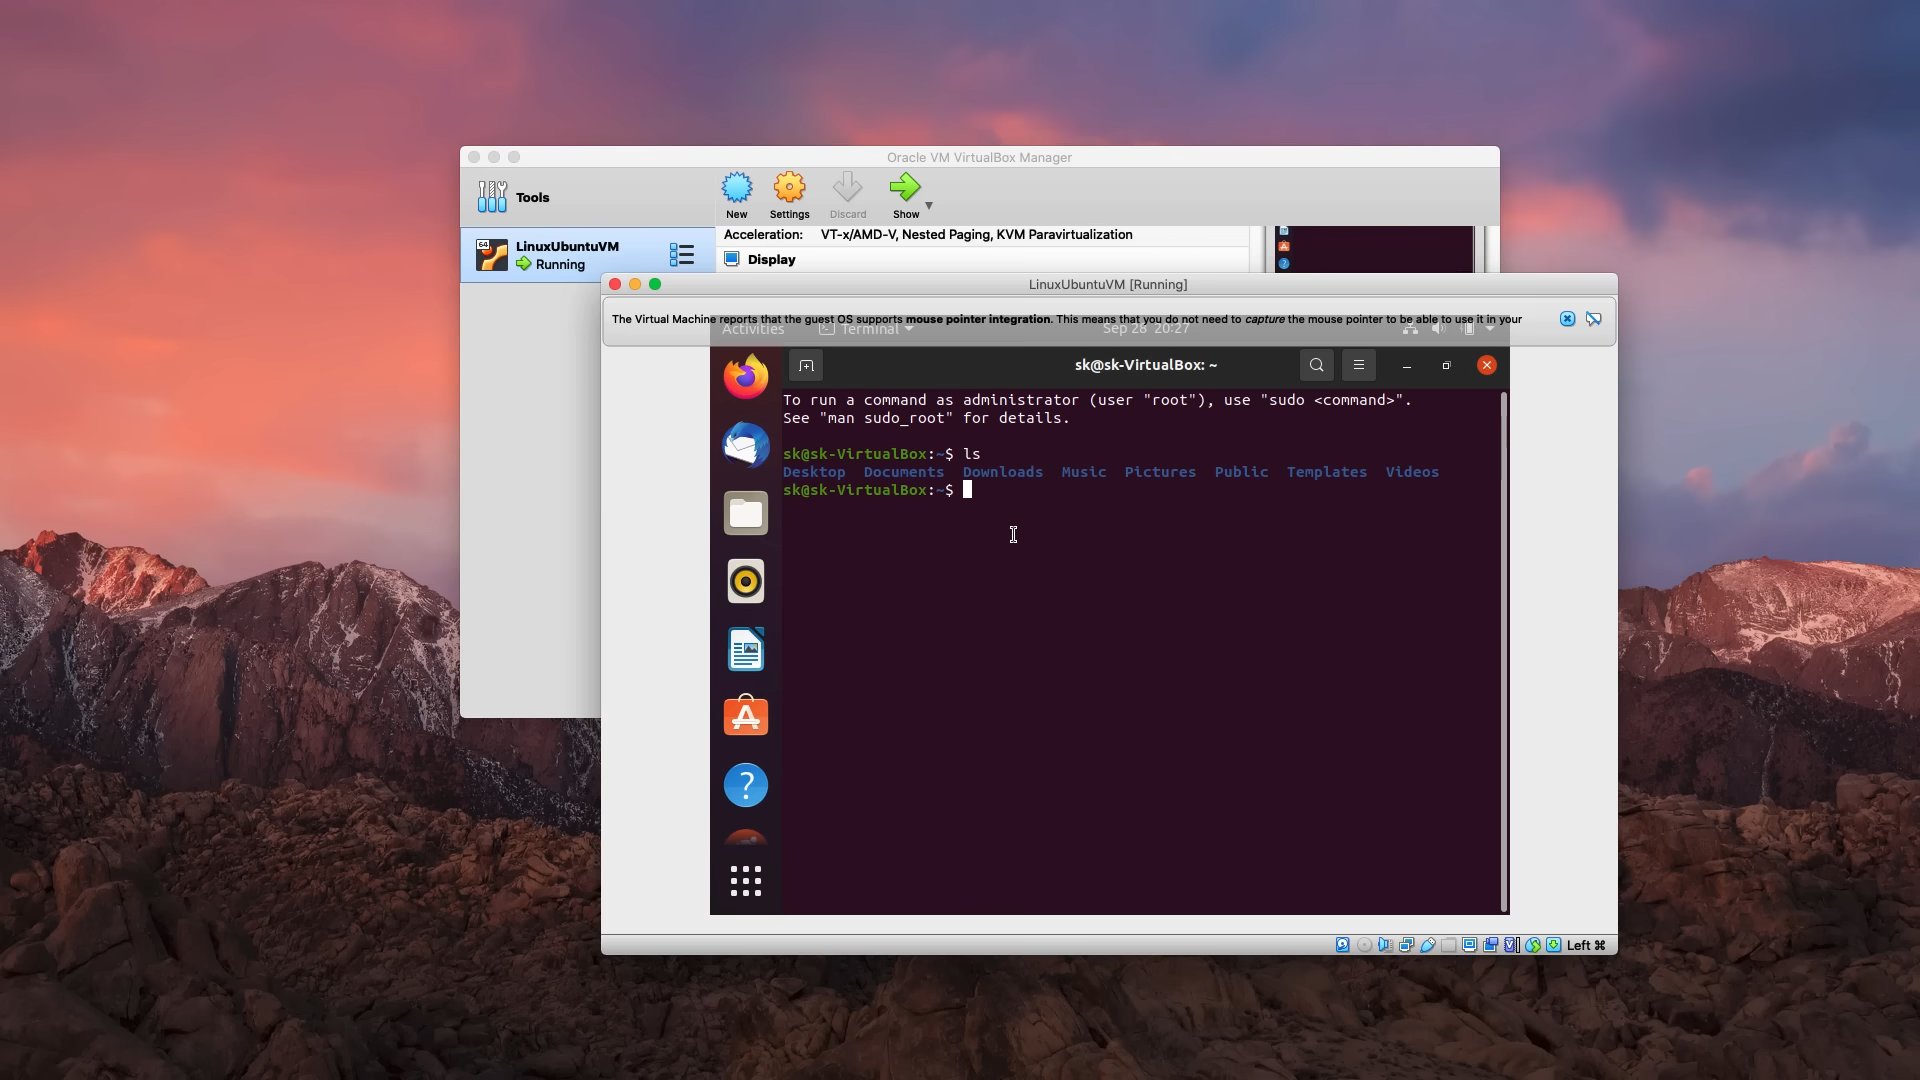 Oracle VM VirtualBox Manager
Tools
New
Settings
Discard
Show
64
LinuxUbuntuVM
Running
Acceleration: VT-x/AMD-V, Nested Paging, KVM Paravirtualization
Display
LinuxUbuntuVM [Running]
The Virtual Machine reports that the guest OS supports mouse pointer integration. This means that you do not need to capture the mouse pointer to be able to use it in your
Activities
Terminal
Sep 28 20:27
sk@sk-VirtualBox: ~
To run a command as administrator (user "root"), use "sudo <command>".
See "man sudo_root" for details.
sk@sk-VirtualBox:~$ ls
Desktop Documents Downloads Music Pictures Public Templates Videos
sk@sk-VirtualBox:~$
Left ⌘